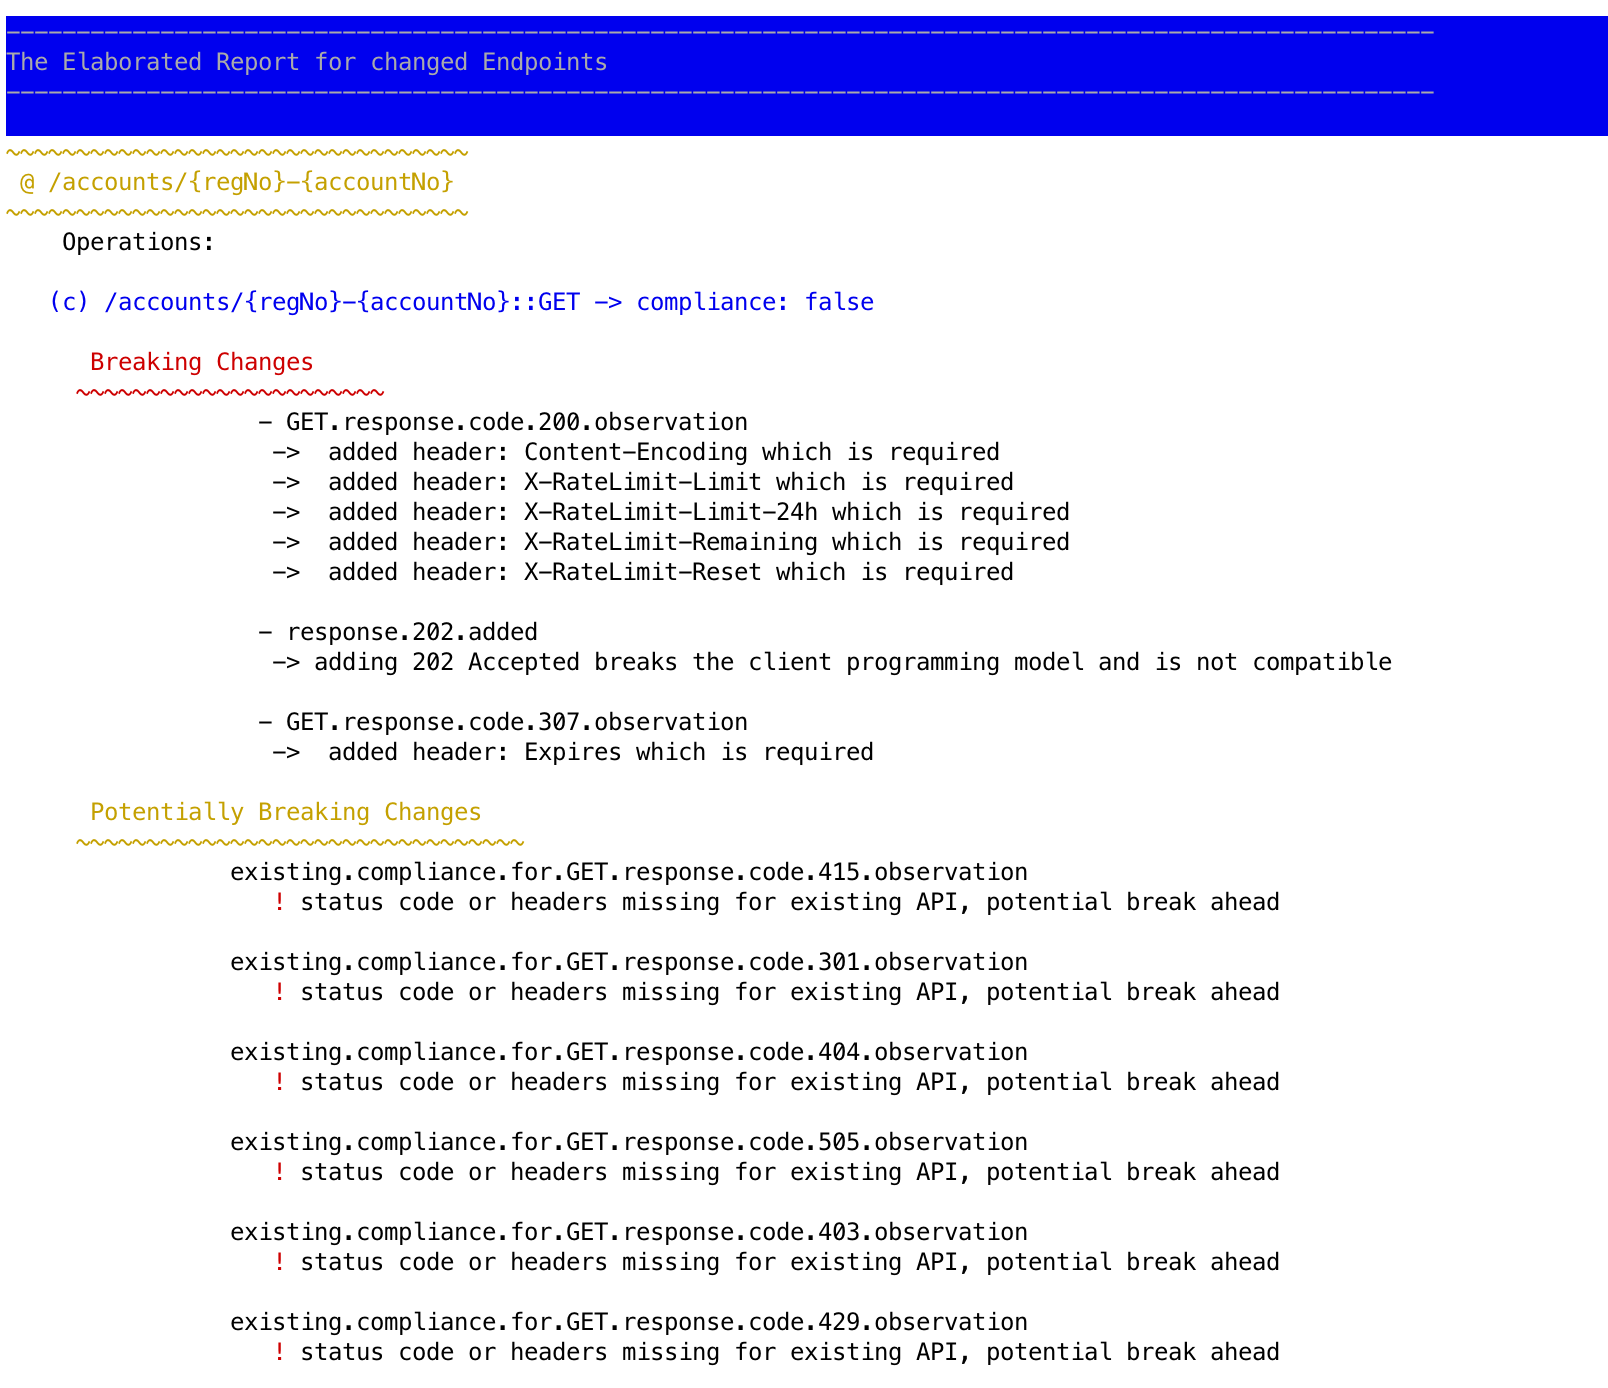 ------------------------------------------------------------------------------------------------------
The Elaborated Report for changed Endpoints
------------------------------------------------------------------------------------------------------
~~~~~~~~~~~~~~~~~~~~~~~~~~~~~~~~~
@ /accounts/{regNo}-{accountNo}
~~~~~~~~~~~~~~~~~~~~~~~~~~~~~~~~~
Operations:
(c) /accounts/{regNo}-{accountNo}::GET -> compliance: false
Breaking Changes
~~~~~~~~~~~~~~~~~~~~~~
- GET.response.code.200.observation
->  added header: Content-Encoding which is required
->  added header: X-RateLimit-Limit which is required
->  added header: X-RateLimit-Limit-24h which is required
->  added header: X-RateLimit-Remaining which is required
->  added header: X-RateLimit-Reset which is required
- response.202.added
-> adding 202 Accepted breaks the client programming model and is not compatible
- GET.response.code.307.observation
->  added header: Expires which is required
Potentially Breaking Changes
~~~~~~~~~~~~~~~~~~~~~~~~~~~~~~~~
existing.compliance.for.GET.response.code.415.observation
! status code or headers missing for existing API, potential break ahead
existing.compliance.for.GET.response.code.301.observation
! status code or headers missing for existing API, potential break ahead
existing.compliance.for.GET.response.code.404.observation
! status code or headers missing for existing API, potential break ahead
existing.compliance.for.GET.response.code.505.observation
! status code or headers missing for existing API, potential break ahead
existing.compliance.for.GET.response.code.403.observation
! status code or headers missing for existing API, potential break ahead
existing.compliance.for.GET.response.code.429.observation
! status code or headers missing for existing API, potential break ahead